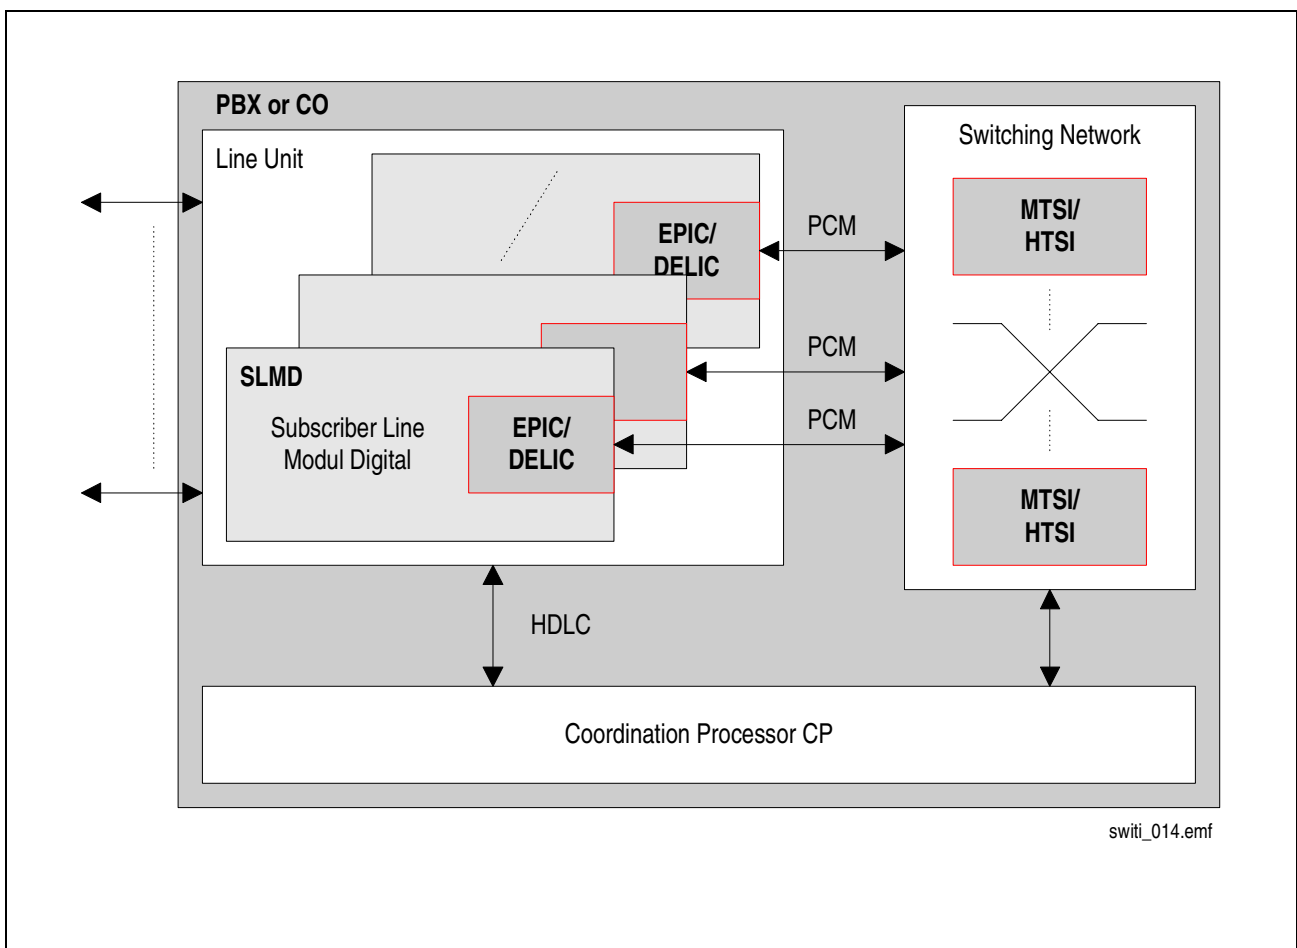 PBX or CO
Line Unit
Switching Network
MTSI/
HTSI
EPIC/
DELIC
PCM
PCM
SLMD
Subscriber Line
Modul Digital
EPIC/
DELIC
PCM
MTSI/
HTSI
HDLC
Coordination Processor CP
switi_014.emf